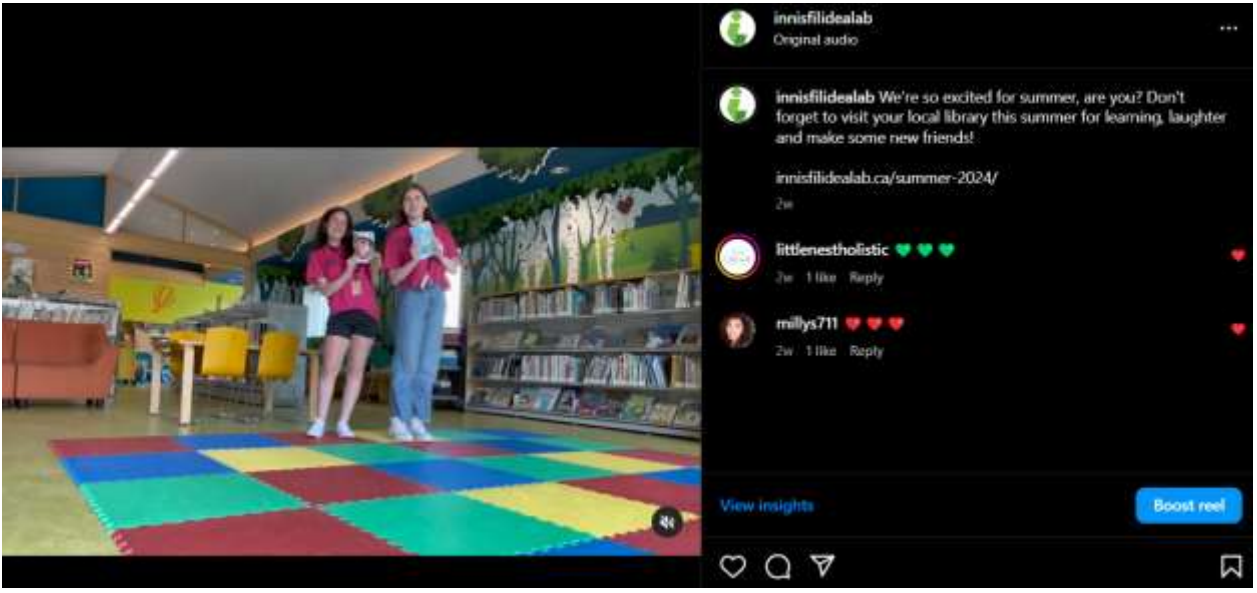 innisfilidealab
Original audio
innisfilidealab We're so excited for summer, are you? Don't
forget to visit your local library this summer for learning, laughter
and make some new friends!
innisfilidealab.ca/summer-2024/
2w
littlenestholistic
2w 1 like Reply
millys711
2w 1 like Reply
View insights
Boost reel